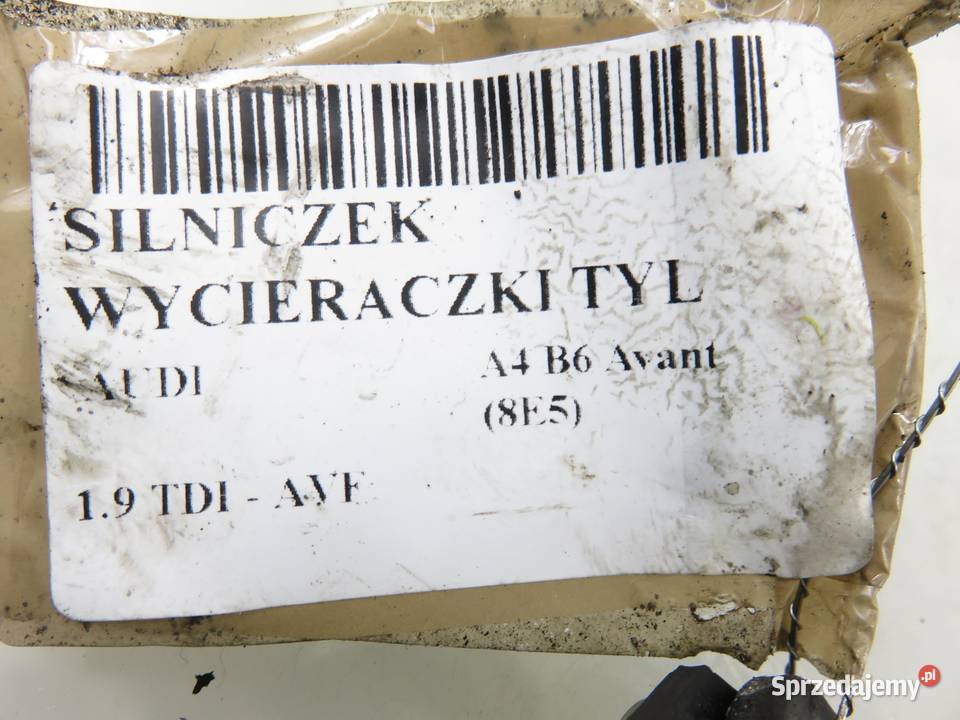 SILNICZEK
WYCIERACZKI TYL
AUDI
A4 B6 Avant
(8E5)
1.9 TDI - AVF
Sprzedajemy.pl